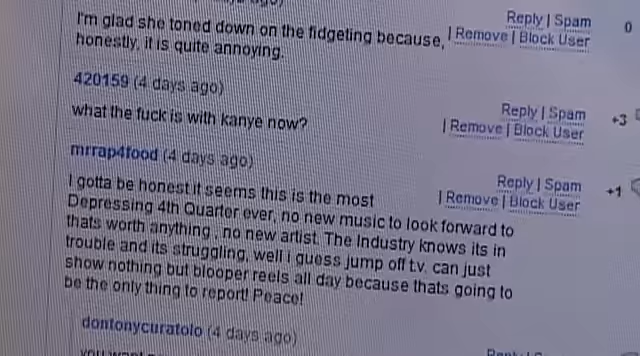 ago)
I'm glad she toned down on the fidgeting because,
honestly, it is quite annoying.
Reply | Spam
| Remove | Block User
0
420159 (4 days ago)
what the fuck is with kanye now?
Reply | Spam
| Remove | Block User
+3
mrrap4food (4 days ago)
I gotta be honest it seems this is the most
Depressing 4th Quarter ever, no new music to look forward to
thats worth anything , no new artist. The Industry knows its in
trouble and its struggling, well i guess jump off t.v. can just
show nothing but blooper reels all day because thats going to
be the only thing to report! Peace!
Reply | Spam
| Remove | Block User
+1
dontonycuratolo (4 days ago)